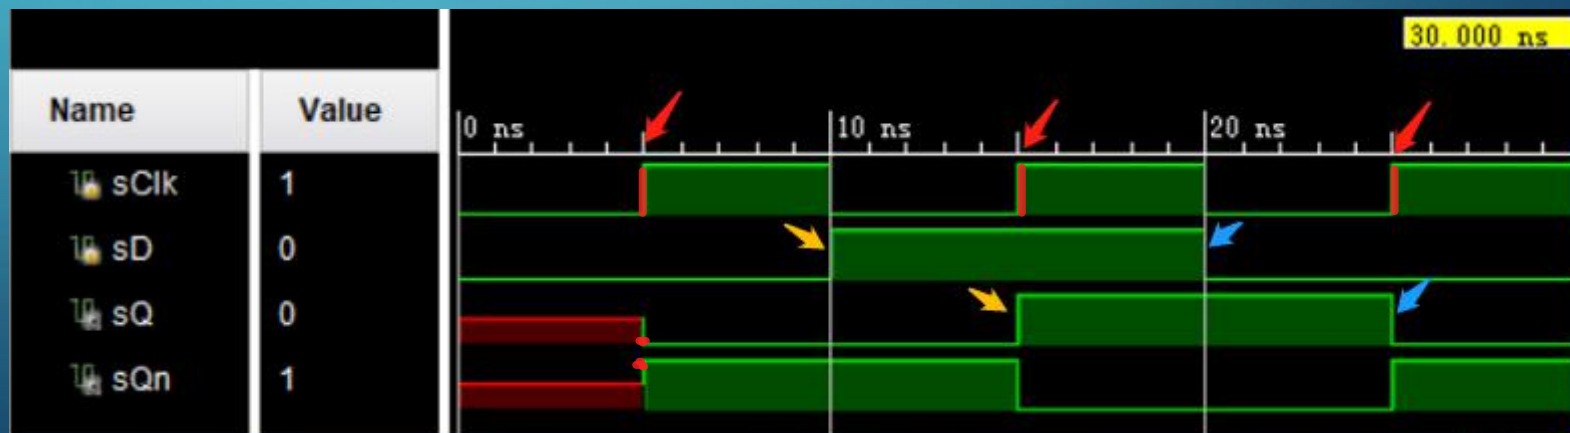 30.000 ns
Name Value
0 ns 10 ns 20 ns
sClk 1
sD 0
sQ 0
sQn 1